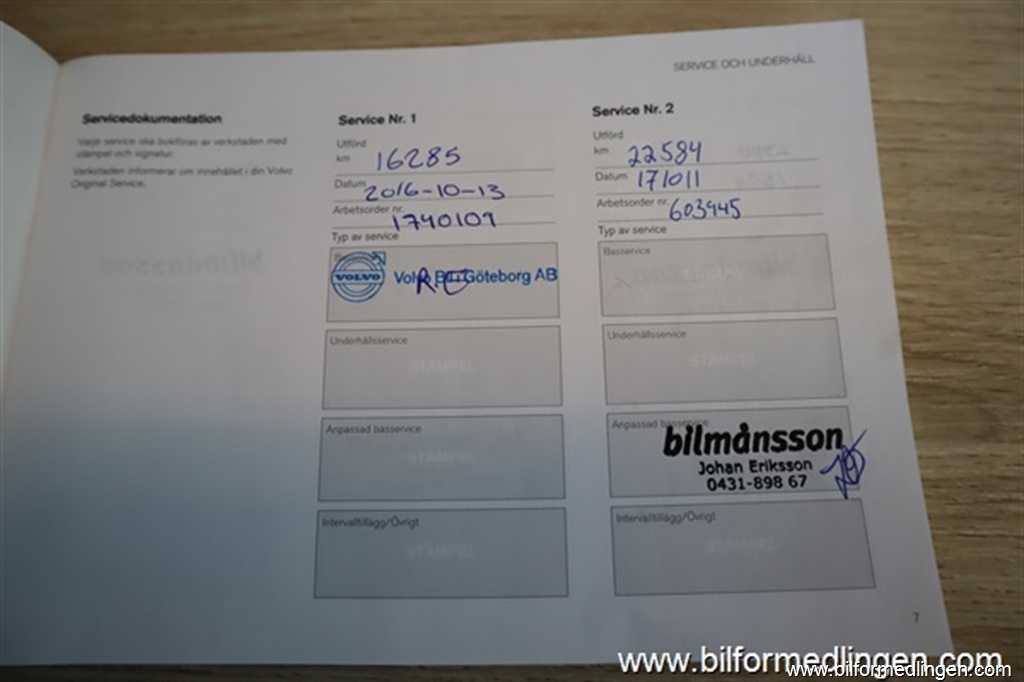 SERVICE OCH UNDERHÅLL
Servicedokumentation
Varje service ska bokföras av verkstaden med
stämpel och signatur.
Verkstaden informerar om innehållet i din Volvo
Original Service.
Service Nr. 1
Utförd
km 16285
Datum 2016-10-13
Arbetsorder nr. 1740109
Typ av service
VOLVO
Volvo Bil i Göteborg AB
Underhållsservice
STÄMPEL
Anpassad basservice
STÄMPEL
Intervalltillägg/Övrigt
STÄMPEL
Service Nr. 2
Utförd
km 22584
Datum 171011
Arbetsorder nr. 603945
Typ av service
Basservice
STÄMPEL
Underhållsservice
STÄMPEL
Anpassad basservice
bilmånsson
Johan Eriksson
0431-898 67
Intervalltillägg/Övrigt
STÄMPEL
7
www.bilformedlingen.com
www.bilformedlingen.com